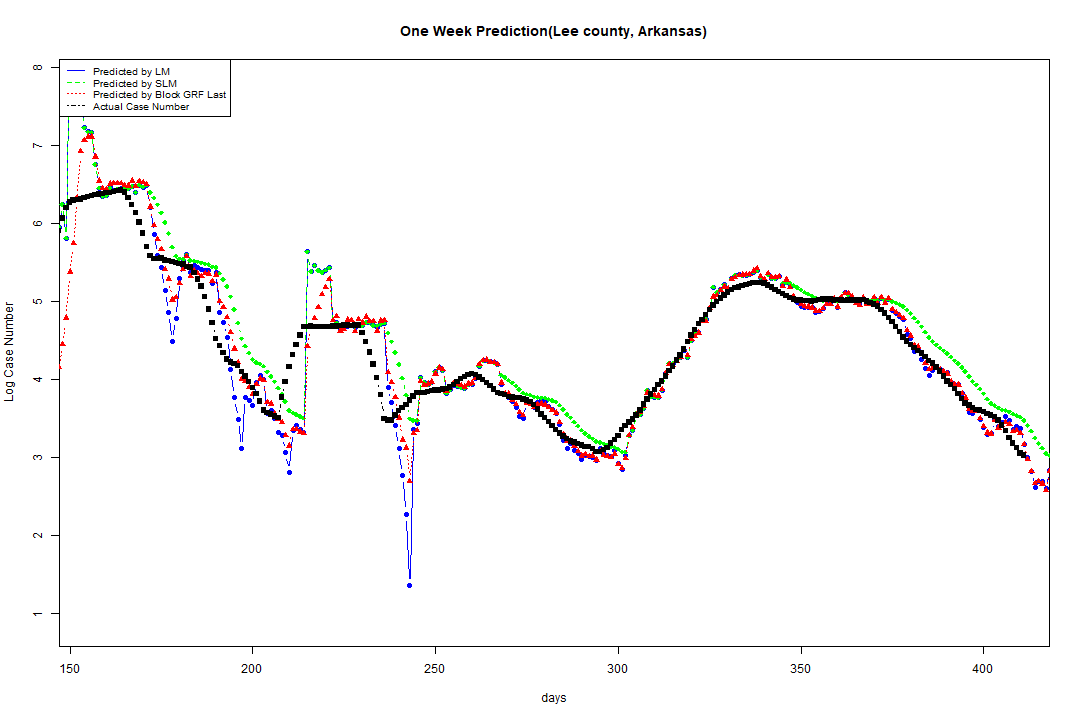 One Week Prediction(Lee county, Arkansas)
Predicted by LM
Predicted by SLM
Predicted by Block GRF Last
Actual Case Number
Log Case Number
8
7
6
5
4
3
2
1
150 200 250 300 350 400
days